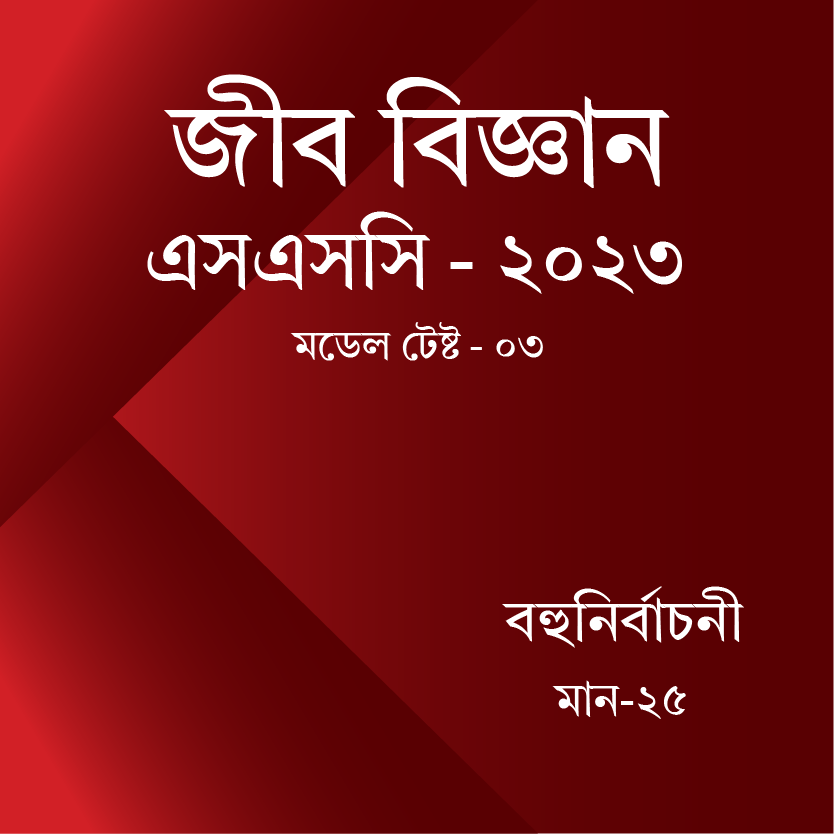 জীব বিজ্ঞান
এসএসসি - ২০২৩
মডেল টেষ্ট - ০৩
বহুনির্বাচনী
মান-২৫